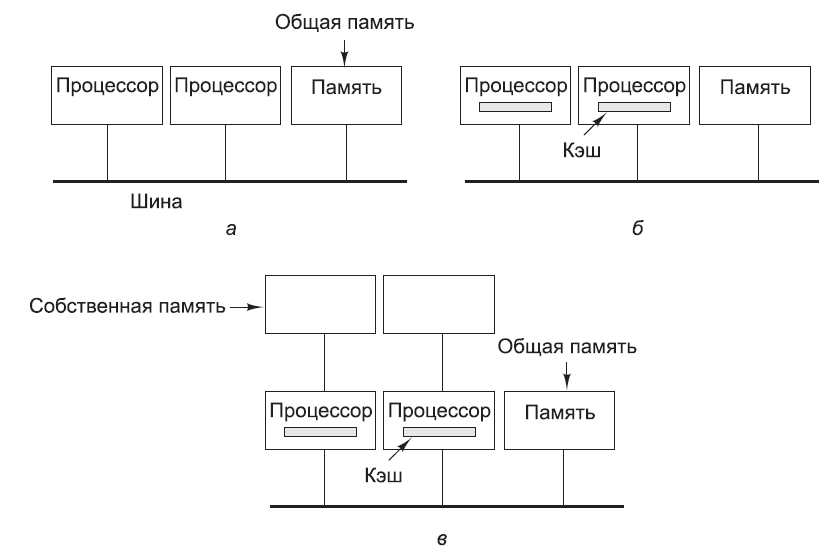 Общая память
Процессор Процессор Память
Шина
а
Процессор Процессор Память
Кэш
б
Собственная память
Общая память
Процессор Процессор Память
Кэш
в